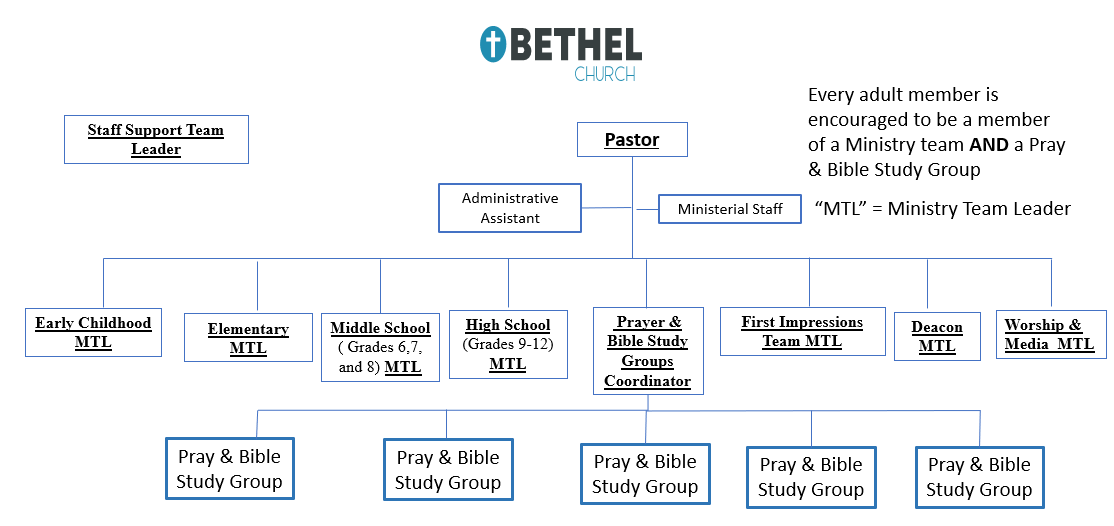 BETHEL
CHURCH
Every adult member is
encouraged to be a member
of a Ministry team AND a Pray
& Bible Study Group
“MTL” = Ministry Team Leader
Staff Support Team
Leader
Pastor
Administrative
Assistant
Ministerial Staff
Early Childhood
MTL
Elementary
MTL
Middle School
( Grades 6,7,
and 8) MTL
High School
(Grades 9-12)
MTL
Prayer &
Bible Study
Groups
Coordinator
First Impressions
Team MTL
Deacon
MTL
Worship &
Media  MTL
Pray & Bible
Study Group
Pray & Bible
Study Group
Pray & Bible
Study Group
Pray & Bible
Study Group
Pray & Bible
Study Group